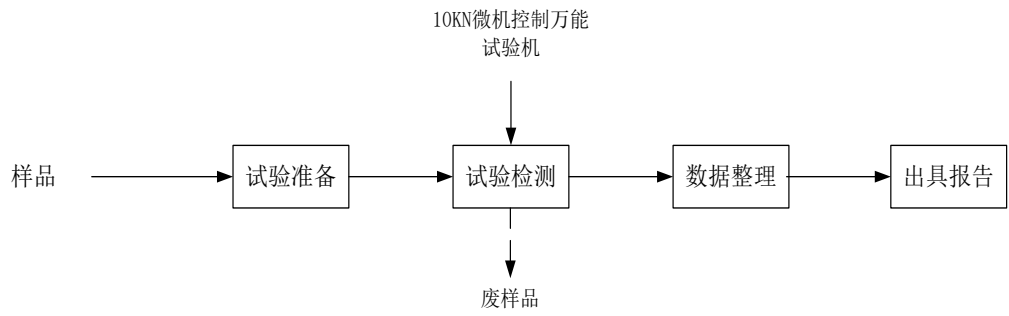 10KN微机控制万能
试验机
样品
试验准备
试验检测
数据整理
出具报告
废样品